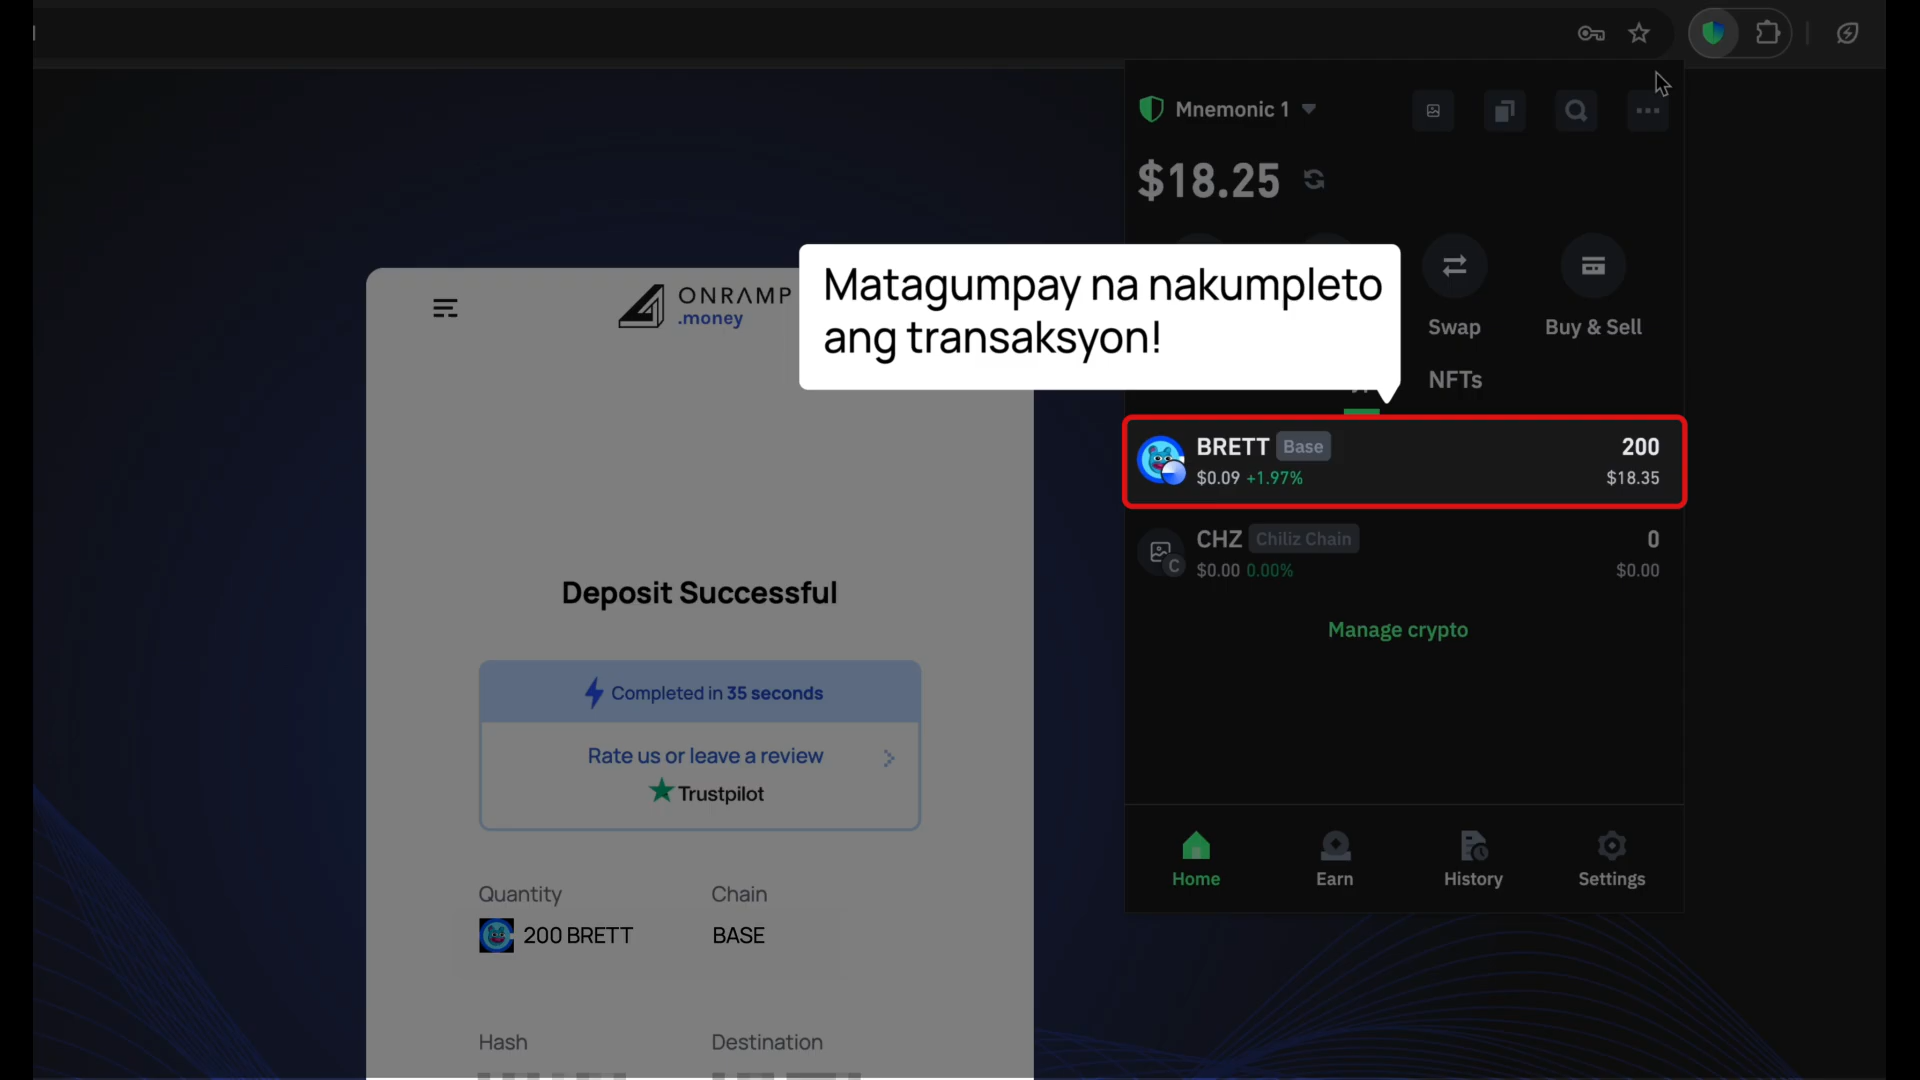 Mnemonic 1
$18.25
ONRAMP
.money
Matagumpay na nakumpleto
ang transaksyon!
Swap
Buy & Sell
NFTs
BRETT Base 200
$0.09 +1.97% $18.35
CHZ Chiliz Chain 0
C
$0.00 0.00% $0.00
Manage crypto
Deposit Successful
Completed in 35 seconds
Rate us or leave a review
Trustpilot
Home Earn History Settings
Quantity Chain
200 BRETT BASE
Hash Destination